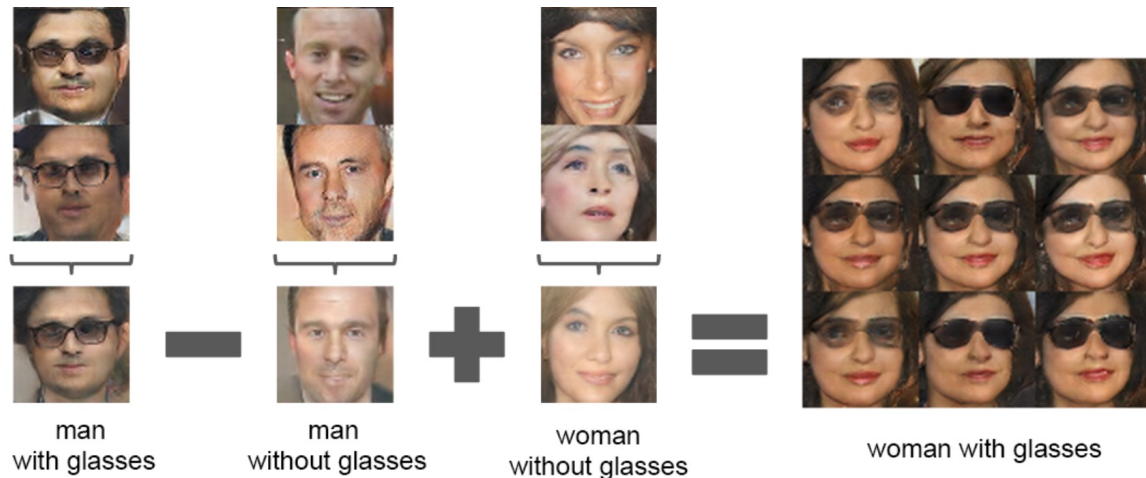 man
with glasses
man
without glasses
woman
without glasses
woman with glasses